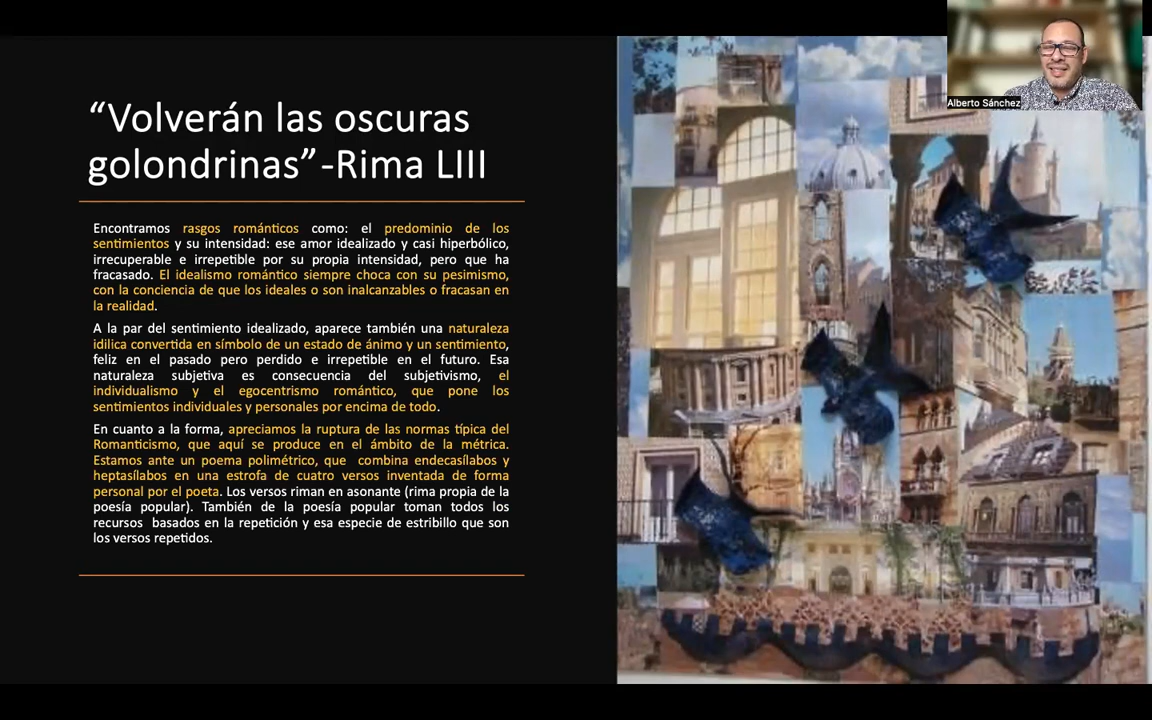 “Volverán las oscuras
golondrinas”-Rima LIII
Alberto Sánchez
Encontramos rasgos románticos como: el predominio de los
sentimientos y su intensidad: ese amor idealizado y casi hiperbólico,
irrecuperable e irrepetible por su propia intensidad, pero que ha
fracasado. El idealismo romántico siempre choca con su pesimismo,
con la conciencia de que los ideales o son inalcanzables o fracasan en
la realidad.
A la par del sentimiento idealizado, aparece también una naturaleza
idilica convertida en símbolo de un estado de ánimo y un sentimiento,
feliz en el pasado pero perdido e irrepetible en el futuro. Esa
naturaleza subjetiva es consecuencia del subjetivismo, el
individualismo y el egocentrismo romántico, que pone los
sentimientos individuales y personales por encima de todo.
En cuanto a la forma, apreciamos la ruptura de las normas típica del
Romanticismo, que aquí se produce en el ámbito de la métrica.
Estamos ante un poema polimétrico, que combina endecasílabos y
heptasílabos en una estrofa de cuatro versos inventada de forma
personal por el poeta. Los versos riman en asonante (rima propia de la
poesía popular). También de la poesía popular toman todos los
recursos basados en la repetición y esa especie de estribillo que son
los versos repetidos.